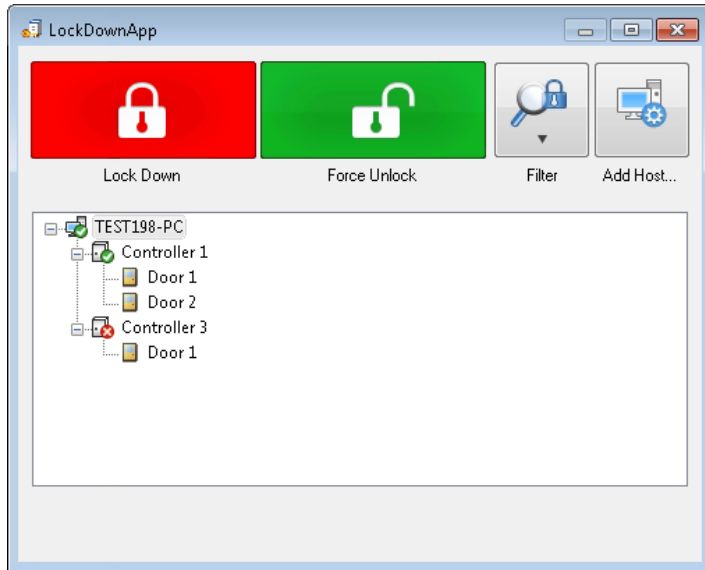 LockDownApp
Lock Down
Force Unlock
Filter
Add Host...
TEST198-PC
Controller 1
Door 1
Door 2
Controller 3
Door 1